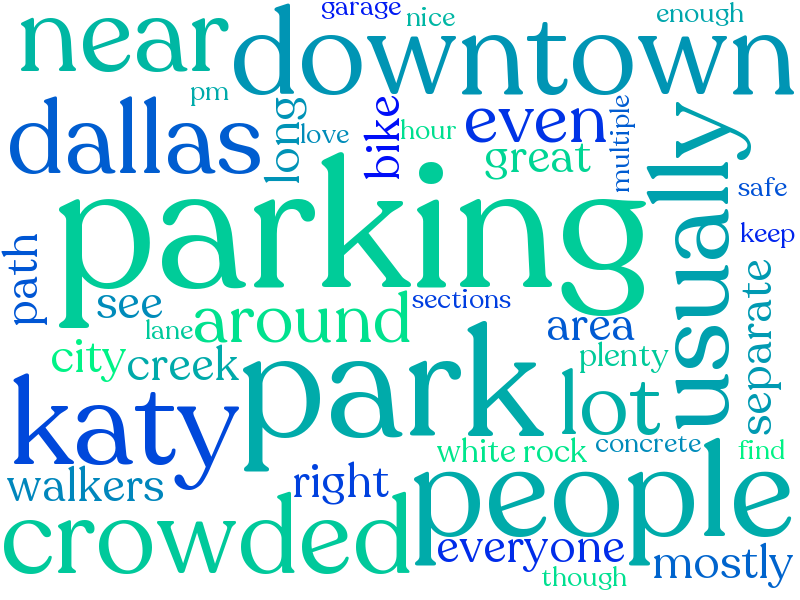 garage
nice
enough
near
downtown
pm
dallas
long
love
bike
hour
even
great
multiple
usually
safe
keep
parking
path
see
around
sections
area
separate
lane
city
creek
park
plenty
lot
katy
white rock
concrete
find
walkers
right
people
crowded
everyone
mostly
though